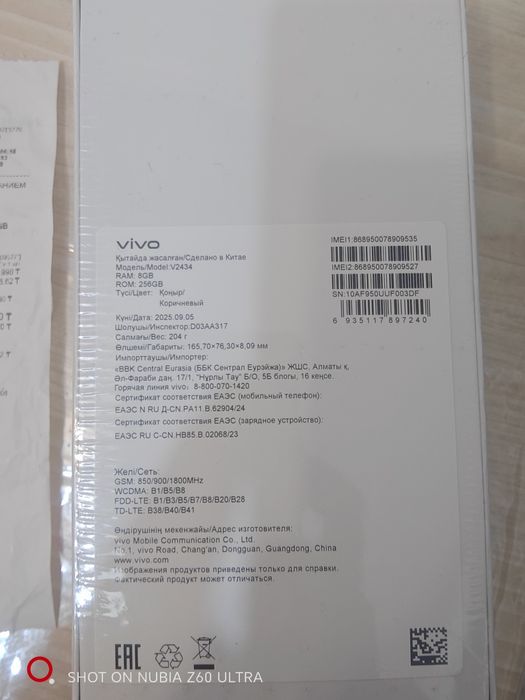 vivo
Қытайда жасалған/Сделано в Китае
Модель/Model:V2434
RAM: 8GB
ROM: 256GB
Түсі/Цвет: Қоңыр/
Коричневый
Күні/Дата: 2025.09.05
Шолушы/Инспектор:D03AA317
Салмағы/Вес: 204 г
Өлшемі/Габариты: 165,70×76,30×8,09 мм
Импорттаушы/Импортер:
«BBK Central Eurasia (ББК Сентрал Еуразйжа)» ЖШС, Алматы қ,
Әл-Фараби даң. 17/1, "Нұрлы Тау" Б/О, 5Б блогы, 16 кеңсе.
Горячая линия vivo: 8-800-070-1420
Сертификат соответствия ЕАЭС (мобильный телефон):
ЕАЭС N RU Д-CN.РА11.В.62904/24
Сертификат соответствия ЕАЭС (зарядное устройство):
ЕАЭС RU С-CN.НВ85.В.02068/23
IMEI1:868950078909535
IMEI2:868950078909527
SN:10AF950UUF003DF
6 935117 897240
Желі/Сеть:
GSM: 850/900/1800MHz
WCDMA: B1/B5/B8
FDD-LTE: B1/B3/B5/B7/B8/B20/B28
TD-LTE: B38/B40/B41
Өндірушінің мекенжайы/Адрес изготовителя:
vivo Mobile Communication Co., Ltd.
No.1, vivo Road, Chang'an, Dongguan, Guangdong, China
www.vivo.com
Изображения продуктов приведены только для справки.
Фактический продукт может отличаться.
EAC
SHOT ON NUBIA Z60 ULTRA